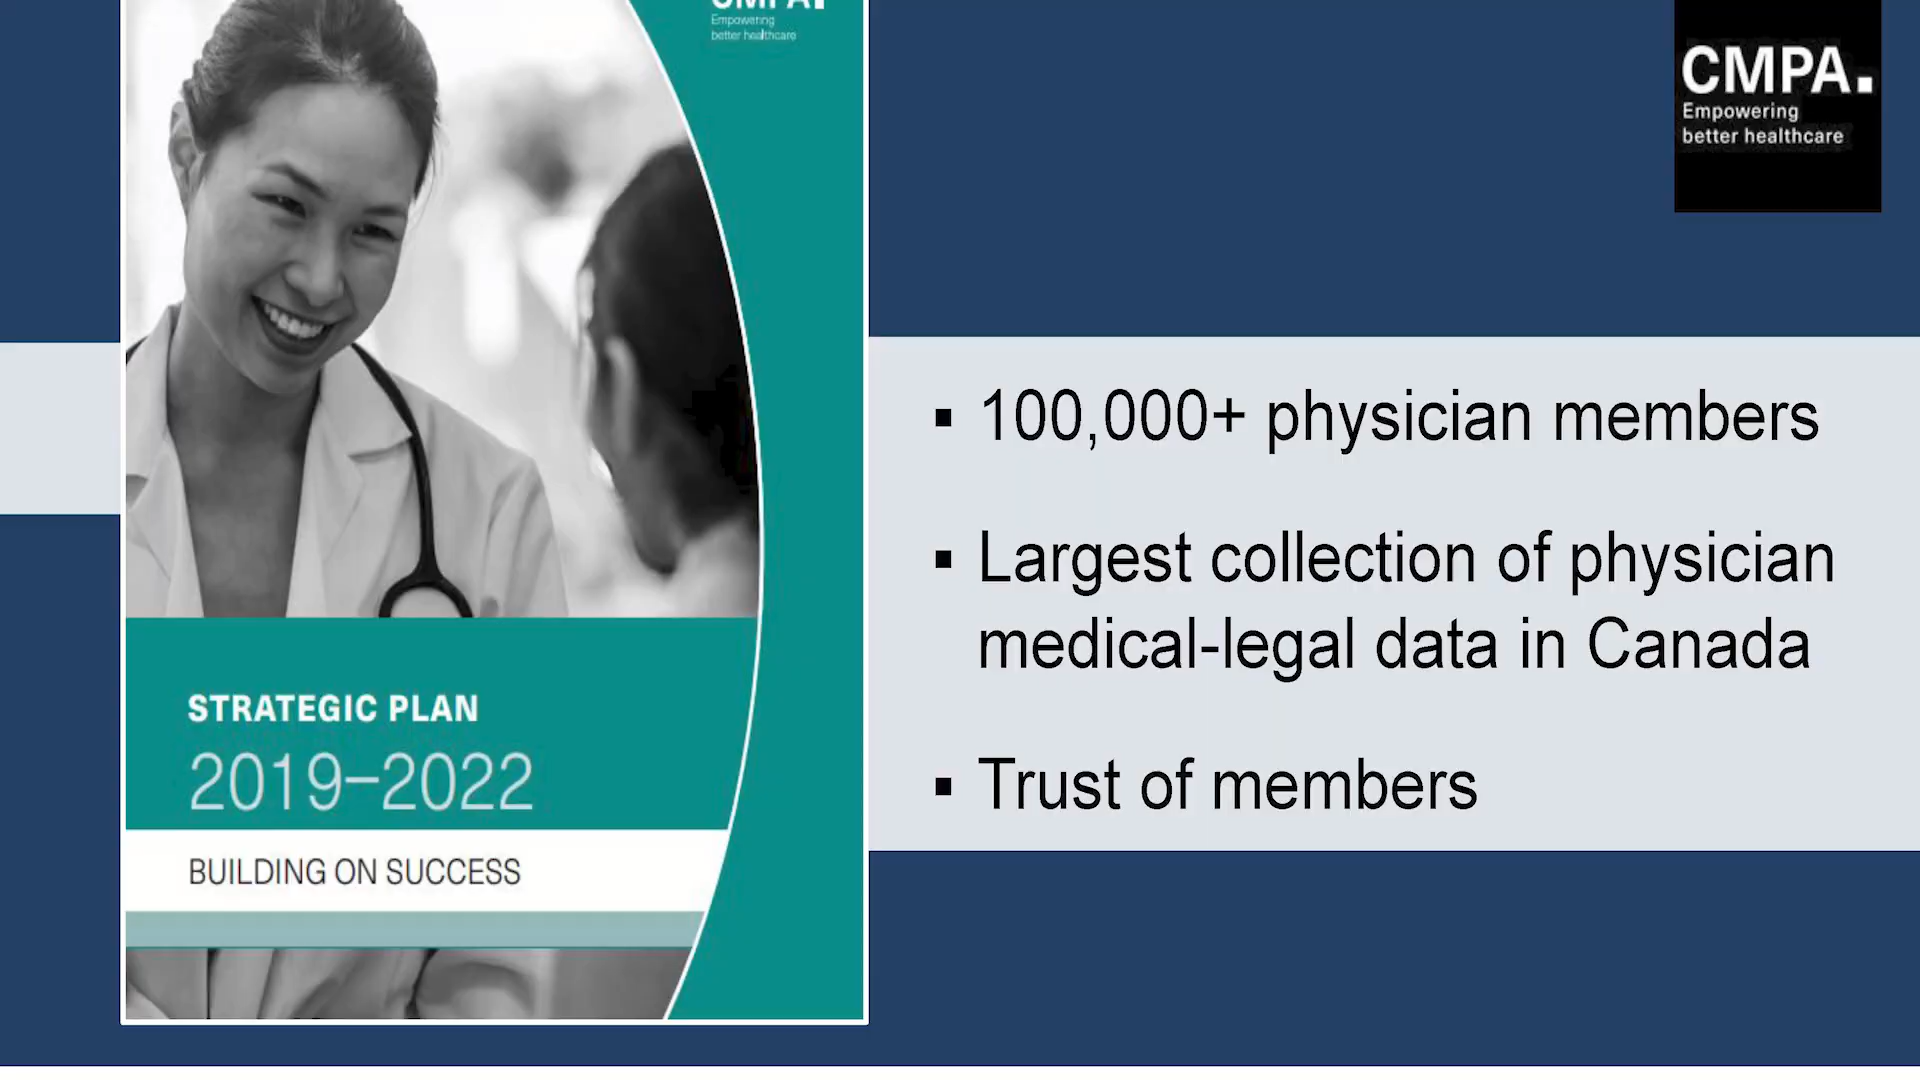 CMPA.
Empowering
better healthcare
STRATEGIC PLAN
2019–2022
BUILDING ON SUCCESS
CMPA.
Empowering
better healthcare
▪ 100,000+ physician members
▪ Largest collection of physician
medical-legal data in Canada
▪ Trust of members